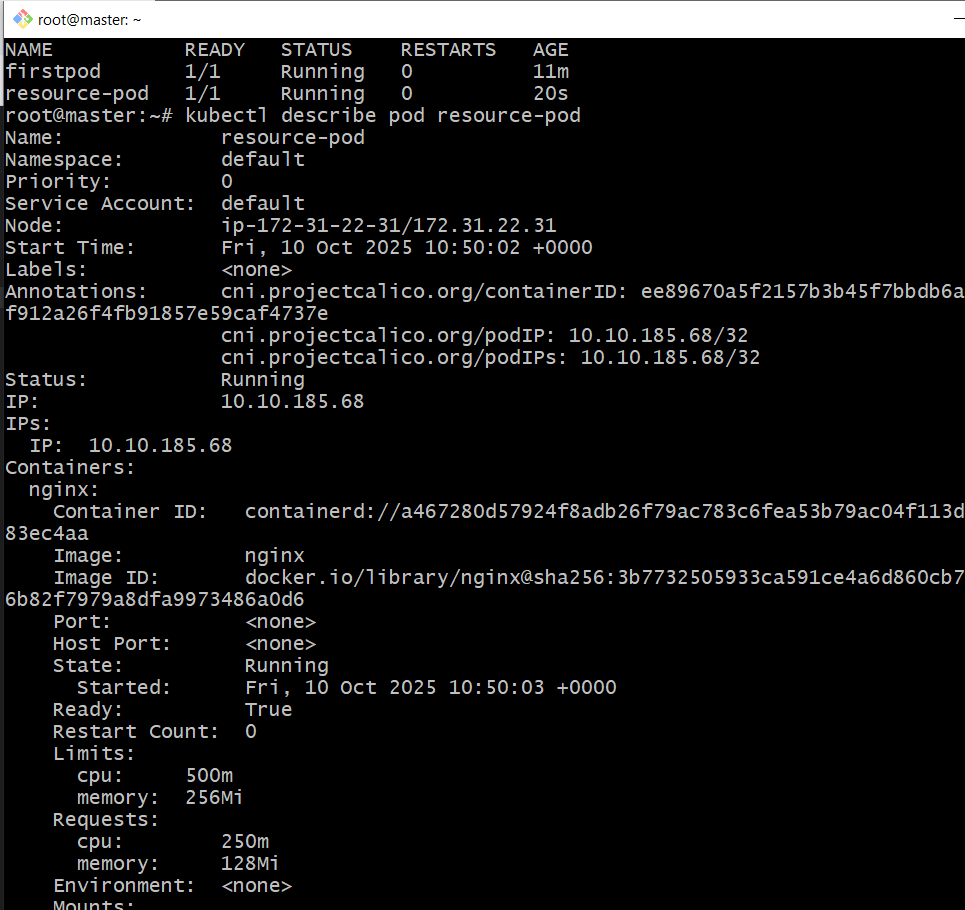 root@master: ~
NAME READY STATUS RESTARTS AGE
firstpod 1/1 Running 0 11m
resource-pod 1/1 Running 0 20s
root@master:~# kubectl describe pod resource-pod
Name: resource-pod
Namespace: default
Priority: 0
Service Account: default
Node: ip-172-31-22-31/172.31.22.31
Start Time: Fri, 10 Oct 2025 10:50:02 +0000
Labels: <none>
Annotations: cni.projectcalico.org/containerID: ee89670a5f2157b3b45f7bbdb6a
f912a26f4fb91857e59caf4737e
cni.projectcalico.org/podIP: 10.10.185.68/32
cni.projectcalico.org/podIPs: 10.10.185.68/32
Status: Running
IP: 10.10.185.68
IPs:
IP: 10.10.185.68
Containers:
nginx:
Container ID: containerd://a467280d57924f8adb26f79ac783c6fea53b79ac04f113d
83ec4aa
Image: nginx
Image ID: docker.io/library/nginx@sha256:3b7732505933ca591ce4a6d860cb7
6b82f7979a8dfa9973486a0d6
Port: <none>
Host Port: <none>
State: Running
Started: Fri, 10 Oct 2025 10:50:03 +0000
Ready: True
Restart Count: 0
Limits:
cpu: 500m
memory: 256Mi
Requests:
cpu: 250m
memory: 128Mi
Environment: <none>
Mounts: